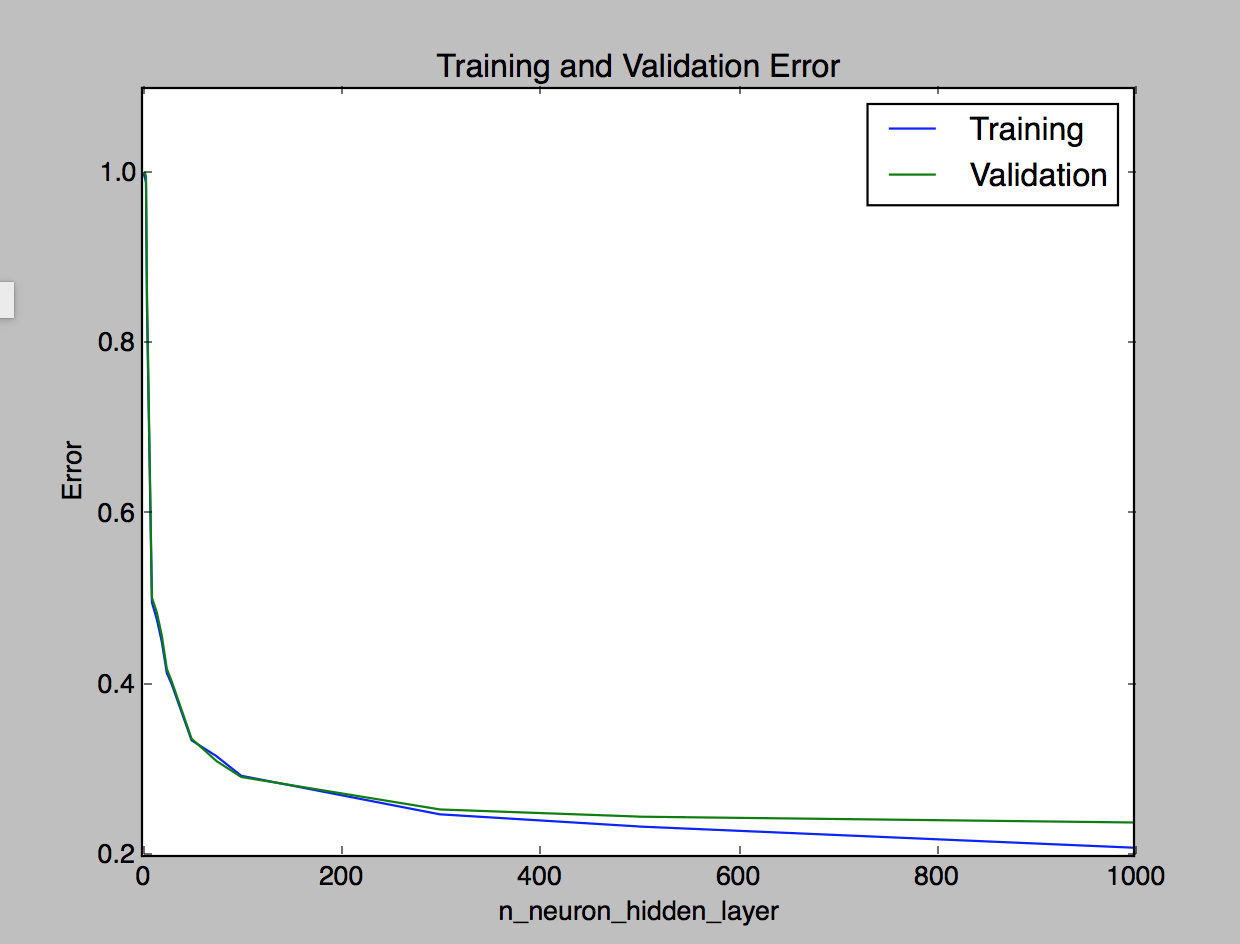 Training and Validation Error
Training
Validation
1.0
0.8
0.6
0.4
0.2
Error
0 200 400 600 800 1000
n_neuron_hidden_layer